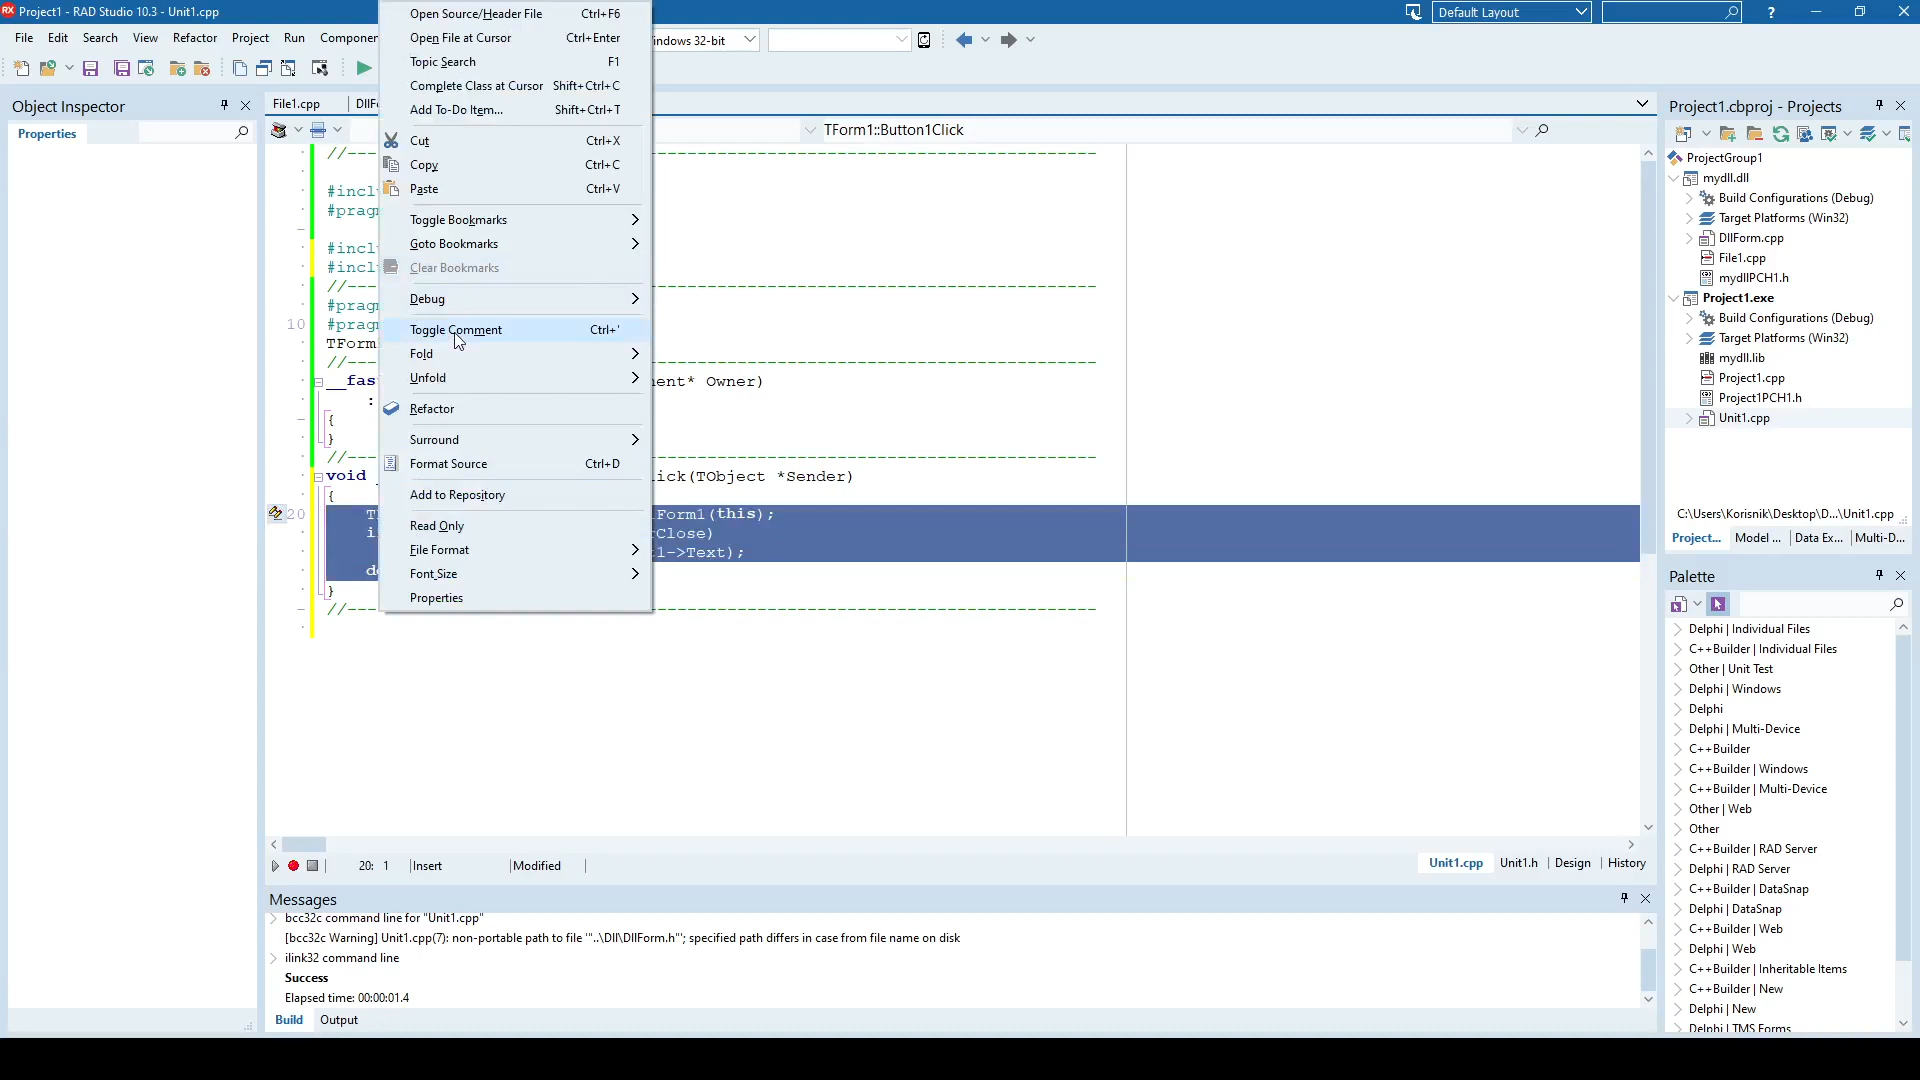 Project1 - RAD Studio 10.3 - Unit1.cpp
Default Layout
?
File Edit Search View Refactor Project Run Componen
indows 32-bit
Object Inspector
Properties
File1.cpp
DllF
TForm1::Button1Click
Open Source/Header File Ctrl+F6
Open File at Cursor Ctrl+Enter
Topic Search F1
Complete Class at Cursor Shift+Ctrl+C
Add To-Do Item... Shift+Ctrl+T
Cut Ctrl+X
Copy Ctrl+C
Paste Ctrl+V
Toggle Bookmarks
Goto Bookmarks
Clear Bookmarks
Debug
Toggle Comment Ctrl+'
Fold
Unfold
Refactor
Surround
Format Source Ctrl+D
Add to Repository
Read Only
File Format
Font Size
Properties
#incl
#prag
#incl
#incl
#prag
10 #prag
TForm
__fas
ent* Owner)
:
{
}
void
ick(TObject *Sender)
{
20 T
lForm1(this);
i
rClose)
t1->Text);
de
}
20: 1 Insert Modified
Unit1.cpp Unit1.h Design History
Messages
bcc32c command line for "Unit1.cpp"
[bcc32c Warning] Unit1.cpp(7): non-portable path to file '"..\Dll\DllForm.h"'; specified path differs in case from file name on disk
ilink32 command line
Success
Elapsed time: 00:00:01.4
Build Output
Project1.cbproj - Projects
ProjectGroup1
mydll.dll
Build Configurations (Debug)
Target Platforms (Win32)
DllForm.cpp
File1.cpp
mydllPCH1.h
Project1.exe
Build Configurations (Debug)
Target Platforms (Win32)
mydll.lib
Project1.cpp
Project1PCH1.h
Unit1.cpp
C:\Users\Korisnik\Desktop\D...\Unit1.cpp
Project... Model ... Data Ex... Multi-D...
Palette
Delphi | Individual Files
C++Builder | Individual Files
Other | Unit Test
Delphi | Windows
Delphi
Delphi | Multi-Device
C++Builder
C++Builder | Windows
C++Builder | Multi-Device
Other | Web
Other
C++Builder | RAD Server
Delphi | RAD Server
C++Builder | DataSnap
Delphi | DataSnap
C++Builder | Web
Delphi | Web
C++Builder | Inheritable Items
C++Builder | New
Delphi | New
Delphi | TMS Forms